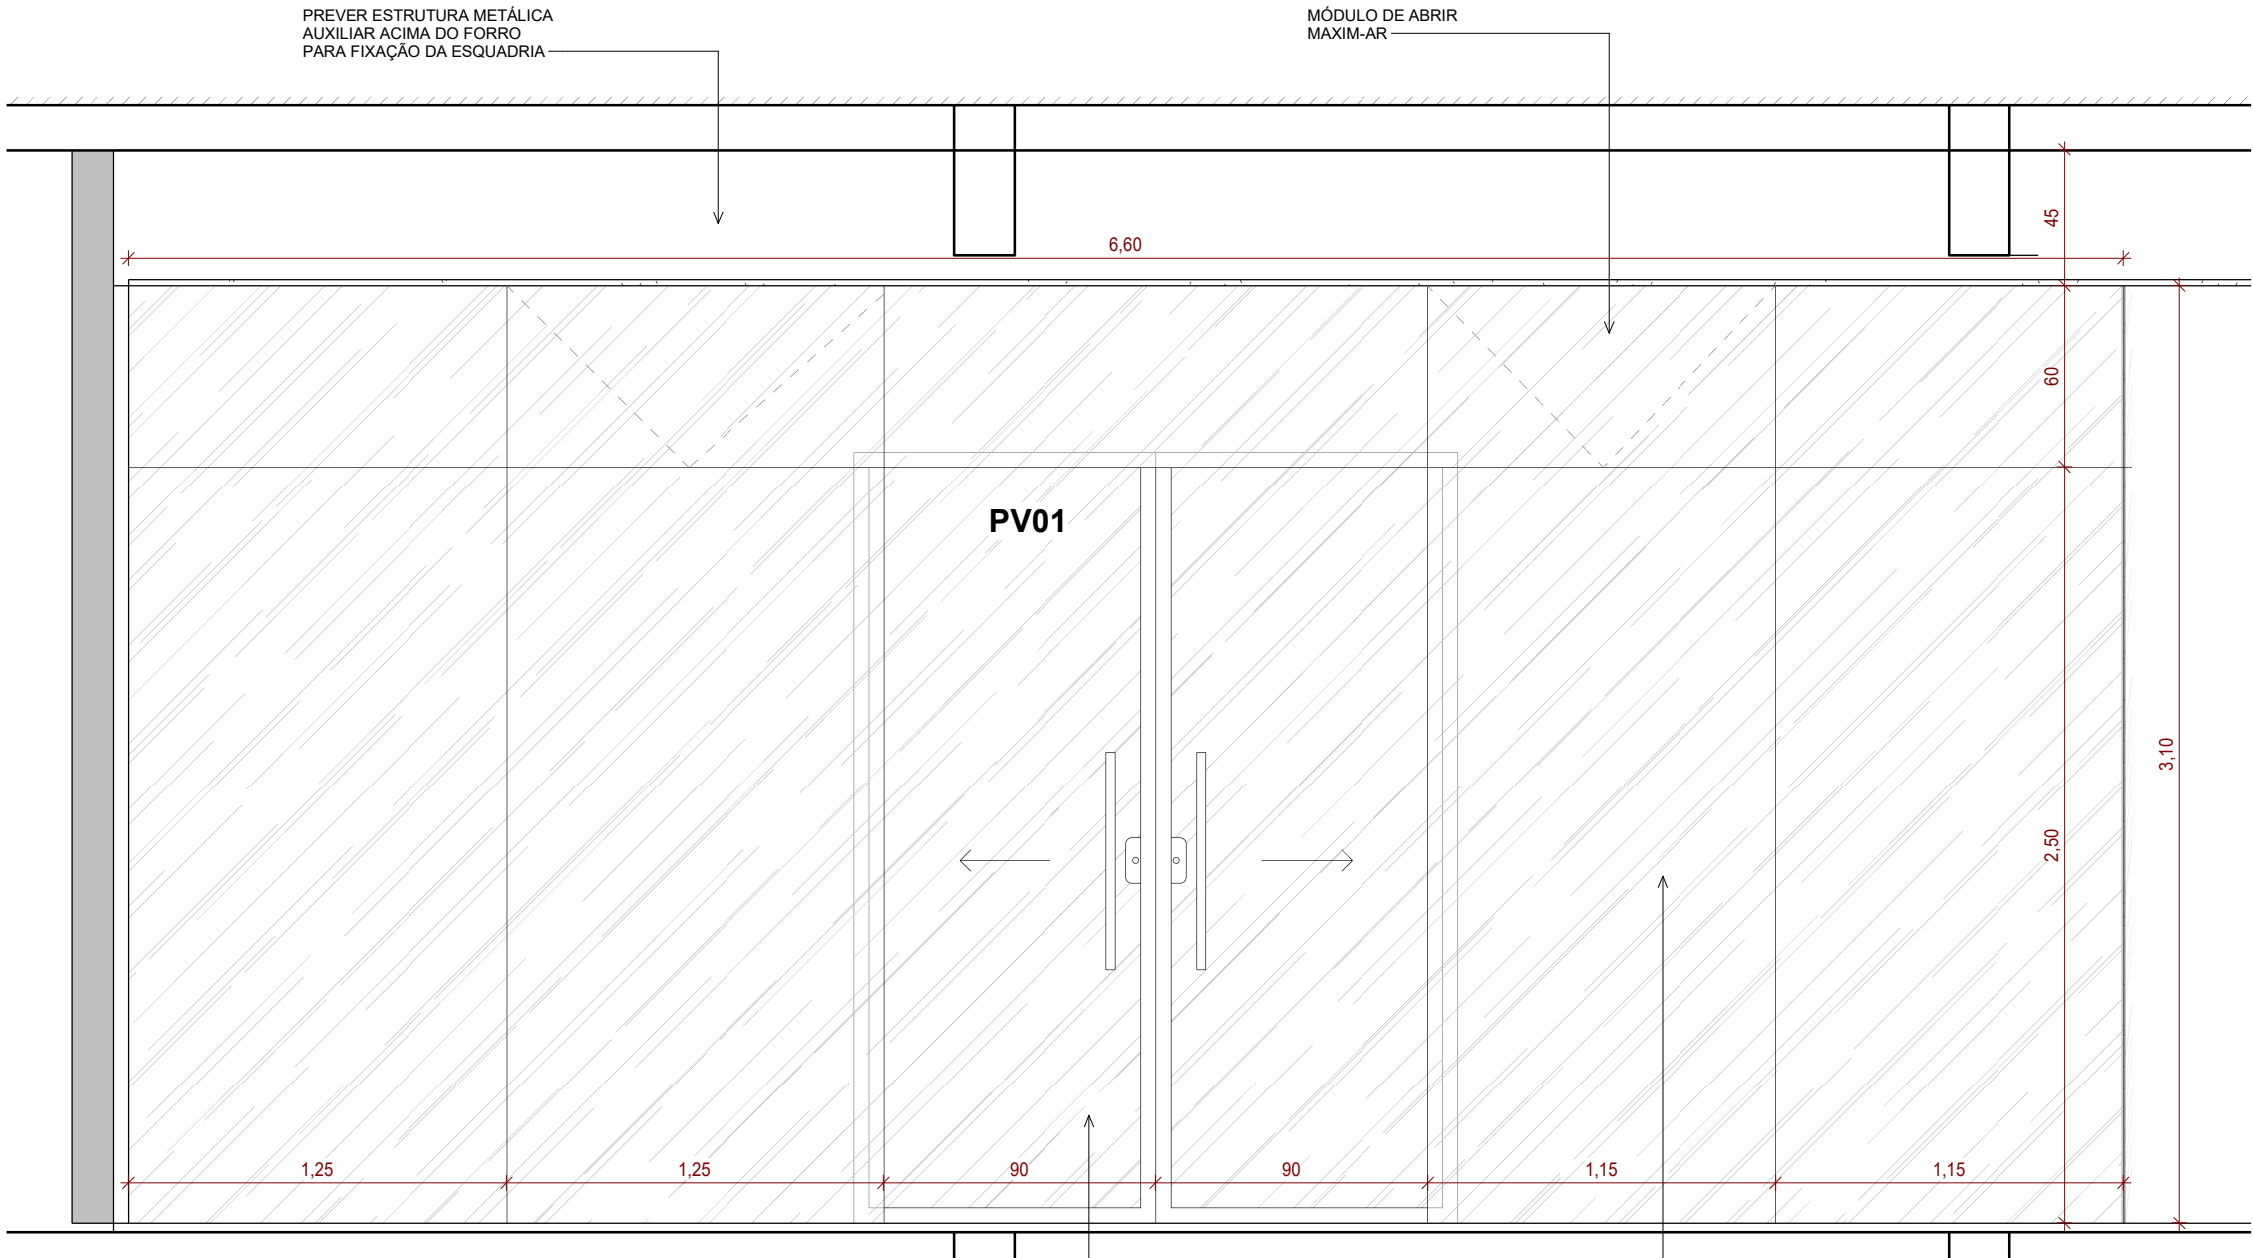 PREVER ESTRUTURA METÁLICA
AUXILIAR ACIMA DO FORRO
PARA FIXAÇÃO DA ESQUADRIA
MÓDULO DE ABRIR
MAXIM-AR
45
6,60
60
PV01
3,10
2,50
1,25
1,25
90
90
1,15
1,15